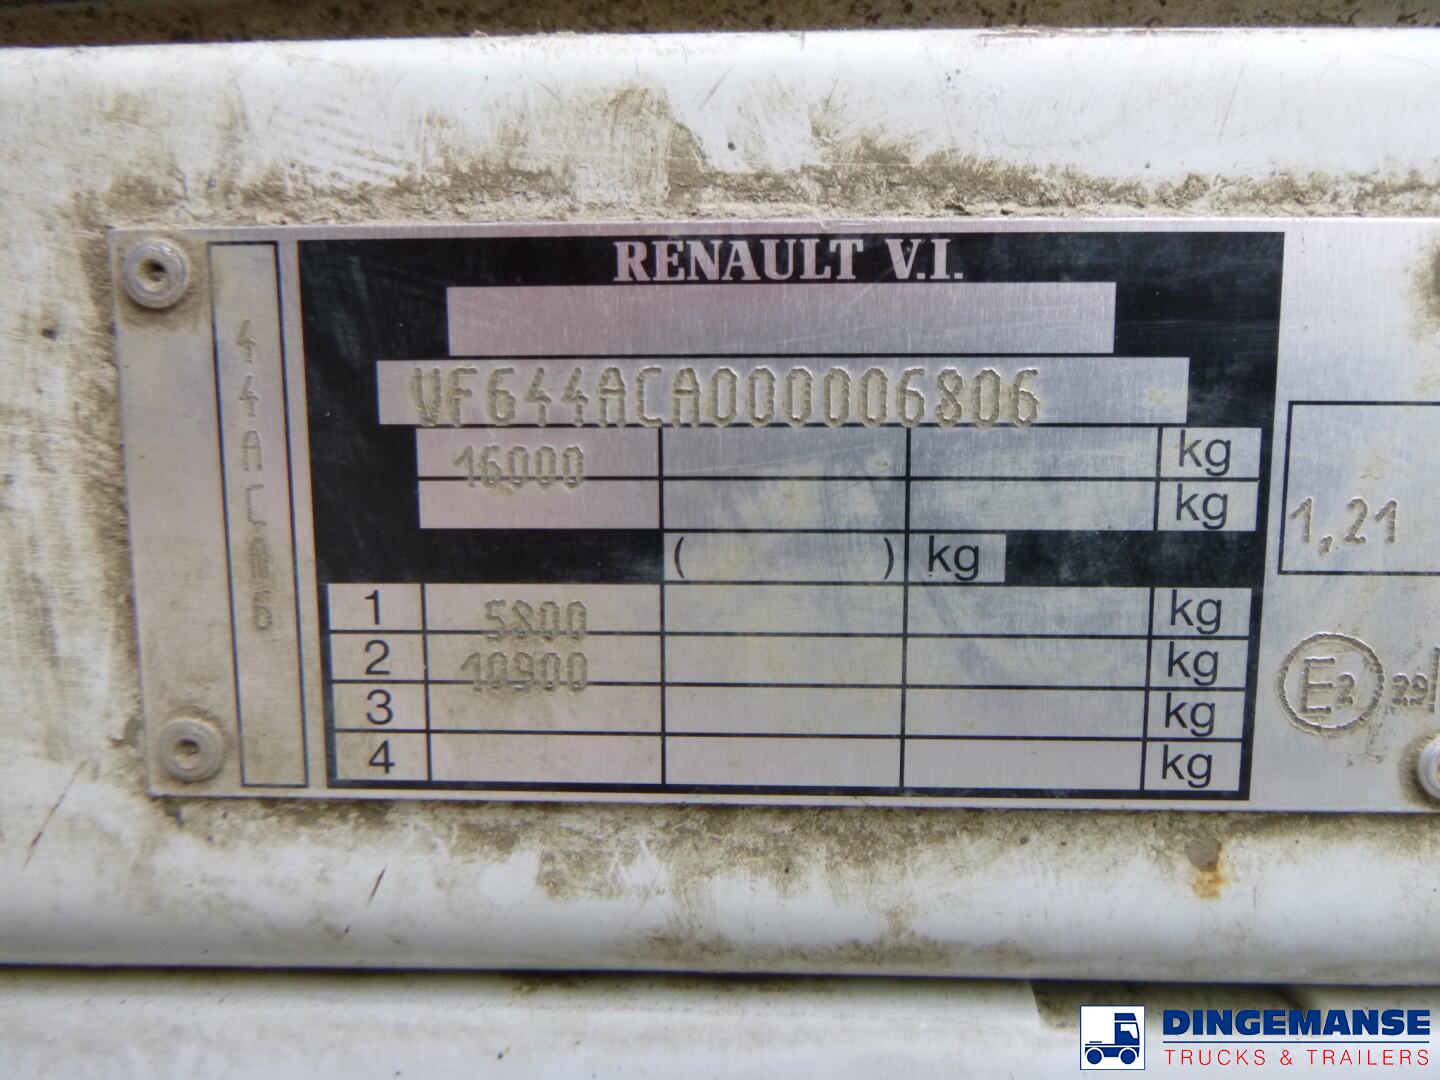 RENAULT V.I.
VF644ACA000006806
16000 kg
kg
( ) kg
1 5800 kg
2 10900 kg
3 kg
4 kg
1,21
E2
DINGEMANSE
TRUCKS & TRAILERS